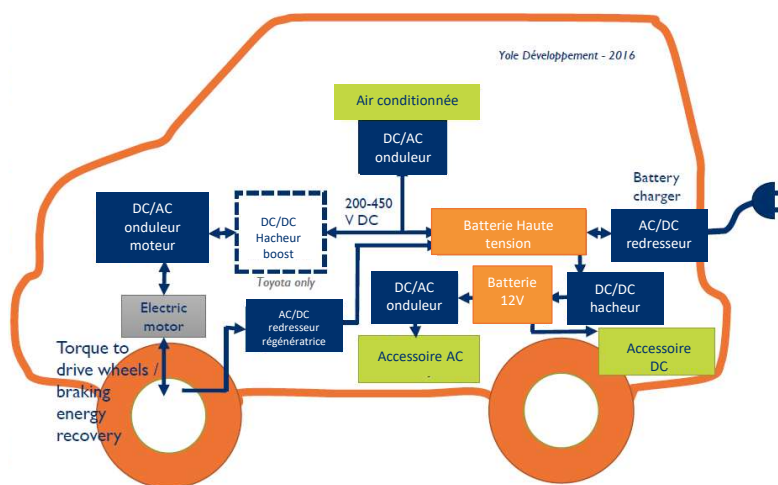 Yole Développement - 2016
Air conditionnée
DC/AC
onduleur
Battery
charger
DC/AC
onduleur
moteur
DC/DC
Hacheur
boost
200-450
V DC
Batterie Haute
tension
AC/DC
redresseur
Toyota only
Electric
motor
AC/DC
redresseur
régénératrice
DC/AC
onduleur
Batterie
12V
DC/DC
hacheur
Accessoire AC
.
Accessoire
DC
Torque to
drive wheels /
braking
energy
recovery